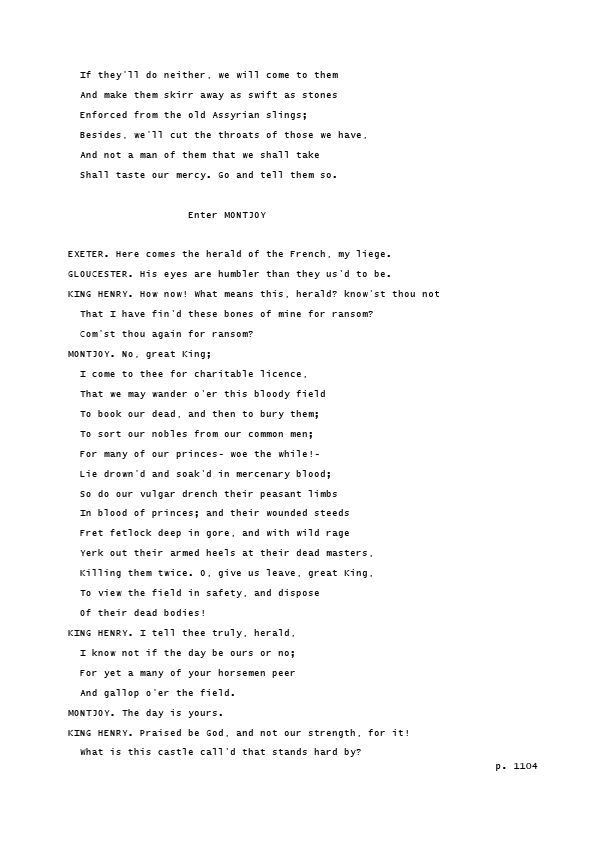 If they'll do neither, we will come to them
And make them skirr away as swift as stones
Enforced from the old Assyrian slings;
Besides, we'll cut the throats of those we have,
And not a man of them that we shall take
Shall taste our mercy. Go and tell them so.
Enter MONTJOY
EXETER. Here comes the herald of the French, my liege.
GLOUCESTER. His eyes are humbler than they us'd to be.
KING HENRY. How now! What means this, herald? know'st thou not
That I have fin'd these bones of mine for ransom?
Com'st thou again for ransom?
MONTJOY. No, great King;
I come to thee for charitable licence,
That we may wander o'er this bloody field
To book our dead, and then to bury them;
To sort our nobles from our common men;
For many of our princes- woe the while!-
Lie drown'd and soak'd in mercenary blood;
So do our vulgar drench their peasant limbs
In blood of princes; and their wounded steeds
Fret fetlock deep in gore, and with wild rage
Yerk out their armed heels at their dead masters,
Killing them twice. O, give us leave, great King,
To view the field in safety, and dispose
Of their dead bodies!
KING HENRY. I tell thee truly, herald,
I know not if the day be ours or no;
For yet a many of your horsemen peer
And gallop o'er the field.
MONTJOY. The day is yours.
KING HENRY. Praised be God, and not our strength, for it!
What is this castle call'd that stands hard by?
p. 1104